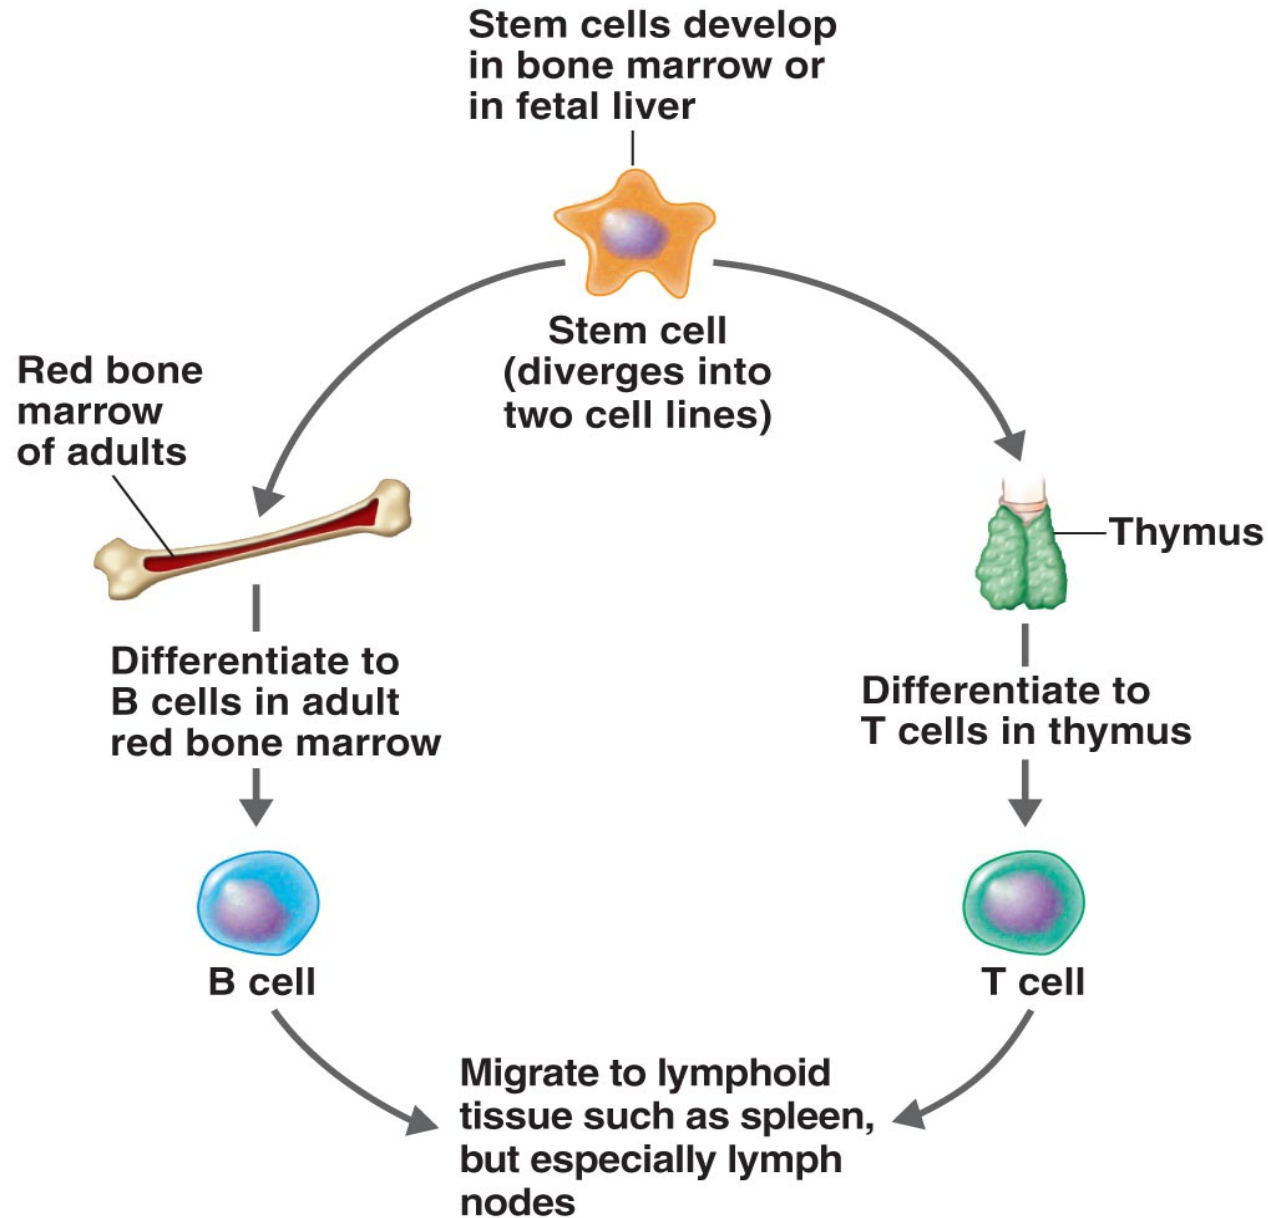 Stem cells develop
in bone marrow or
in fetal liver
Stem cell
(diverges into
two cell lines)
Red bone
marrow
of adults
Thymus
Differentiate to
B cells in adult
red bone marrow
Differentiate to
T cells in thymus
B cell
T cell
Migrate to lymphoid
tissue such as spleen,
but especially lymph
nodes